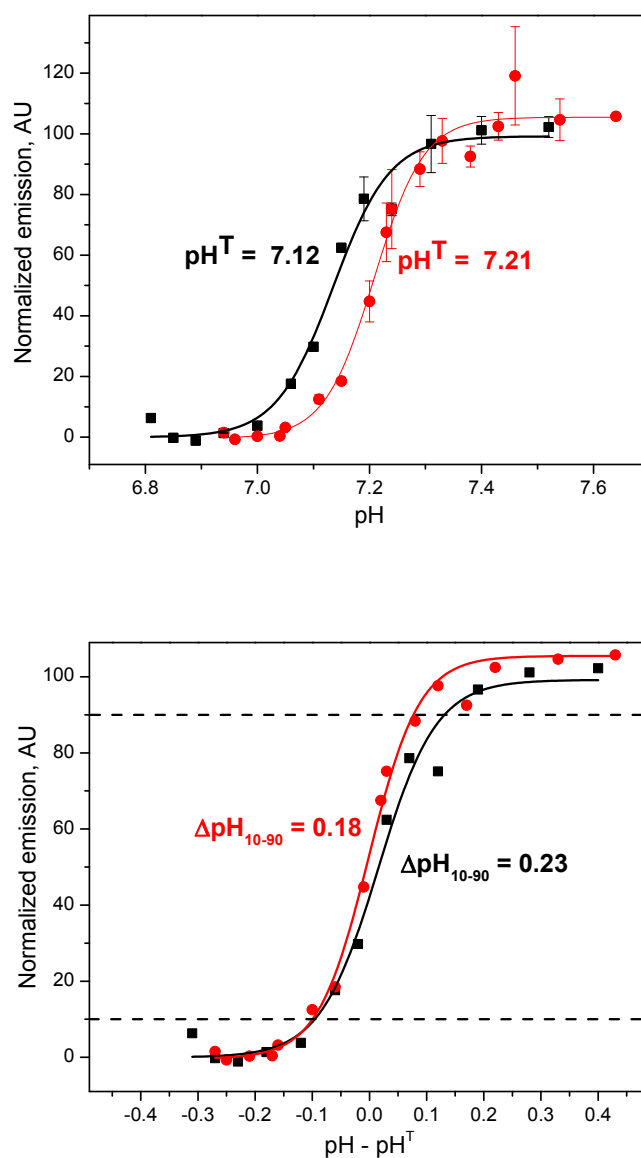 Normalized emission, AU
120
100
80
60
40
20
0
pH^T = 7.12
pH^T = 7.21
6.8 7.0 7.2 7.4 7.6
pH
Normalized emission, AU
100
80
60
40
20
0
ΔpH₁₀₋₉₀ = 0.18
ΔpH₁₀₋₉₀ = 0.23
-0.4 -0.3 -0.2 -0.1 0.0 0.1 0.2 0.3 0.4
pH - pH^T